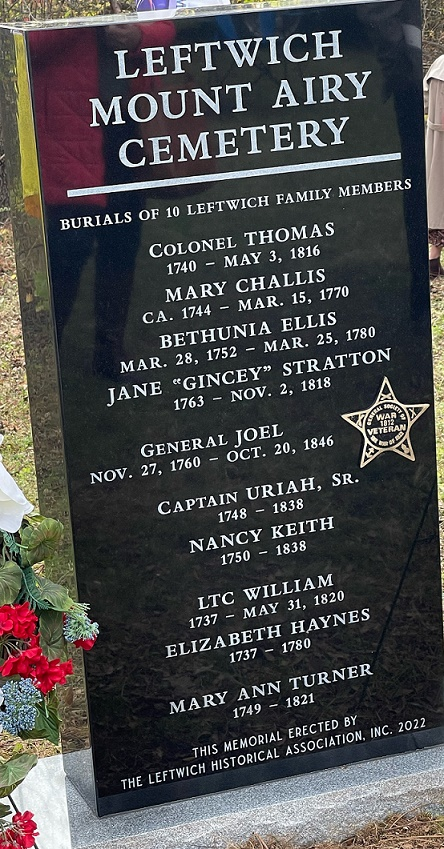 LEFTWICH
MOUNT AIRY
CEMETERY
BURIALS OF 10 LEFTWICH FAMILY MEMBERS
COLONEL THOMAS
1740 – MAY 3, 1816
MARY CHALLIS
CA. 1744 – MAR. 15, 1770
BETHUNIA ELLIS
MAR. 28, 1752 – MAR. 25, 1780
JANE "GINCEY" STRATTON
1763 – NOV. 2, 1818
GENERAL JOEL
NOV. 27, 1760 – OCT. 20, 1846
GENERAL SOCIETY
WAR
1812
VETERAN
CAPTAIN URIAH, SR.
1748 – 1838
NANCY KEITH
1750 – 1838
LTC WILLIAM
1737 – MAY 31, 1820
ELIZABETH HAYNES
1737 – 1780
MARY ANN TURNER
1749 – 1821
THIS MEMORIAL ERECTED BY
THE LEFTWICH HISTORICAL ASSOCIATION, INC. 2022